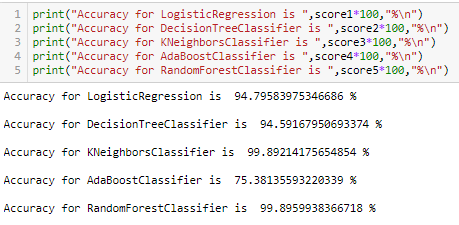 1 print("Accuracy for LogisticRegression is ",score1*100,"%\n")
2 print("Accuracy for DecisionTreeClassifier is ",score2*100,"%\n")
3 print("Accuracy for KNeighborsClassifier is ",score3*100,"%\n")
4 print("Accuracy for AdaBoostClassifier is ",score4*100,"%\n")
5 print("Accuracy for RandomForestClassifier is ",score5*100,"%\n")
Accuracy for LogisticRegression is  94.79583975346686 %
Accuracy for DecisionTreeClassifier is  94.59167950693374 %
Accuracy for KNeighborsClassifier is  99.89214175654854 %
Accuracy for AdaBoostClassifier is  75.38135593220339 %
Accuracy for RandomForestClassifier is  99.8959938366718 %